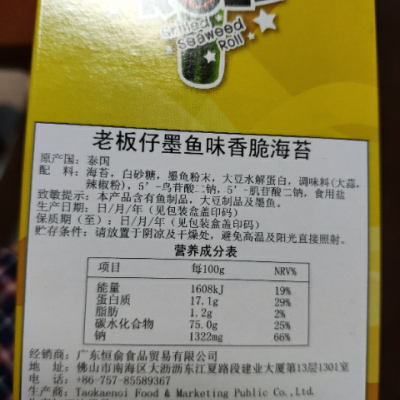 Grilled
Seaweed
Roll
老板仔墨鱼味香脆海苔
原产国：泰国
配 料：海苔，白砂糖，墨鱼粉末，大豆水解蛋白，调味料(大蒜，
辣椒粉)，5’-鸟苷酸二钠，5’-肌苷酸二钠，食用盐
致敏提示：本产品含有鱼制品，大豆制品及墨鱼。
生产日期：日/月/年(见包装盒盖印码)
保质期（至）：日/月/年(见包装盒盖印码)
贮存条件：请放置于阴凉及干燥处，避免高温及阳光直接照射。
营养成分表
项目 每100g NRV%
能量 1608kJ 19%
蛋白质 17.1g 29%
脂肪 1.2g 2%
碳水化合物 75.0g 25%
钠 1322mg 66%
经销商：广东恒俞食品贸易有限公司
地 址：佛山市南海区大沥沥东江夏路段建业大厦第13层1301室
电 话：+86-757-85589367
生产商：Taokaenoi Food & Marketing Public Co.,Ltd